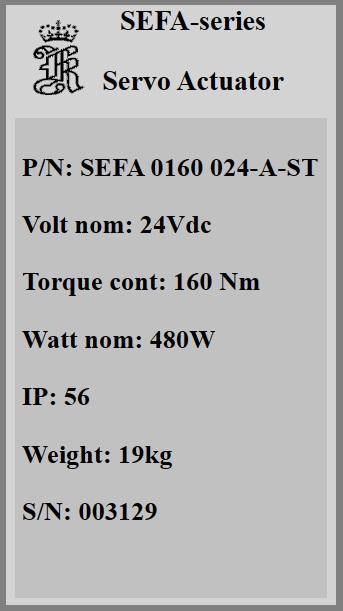 SEFA-series
Servo Actuator
P/N: SEFA 0160 024-A-ST
Volt nom: 24Vdc
Torque cont: 160 Nm
Watt nom: 480W
IP: 56
Weight: 19kg
S/N: 003129